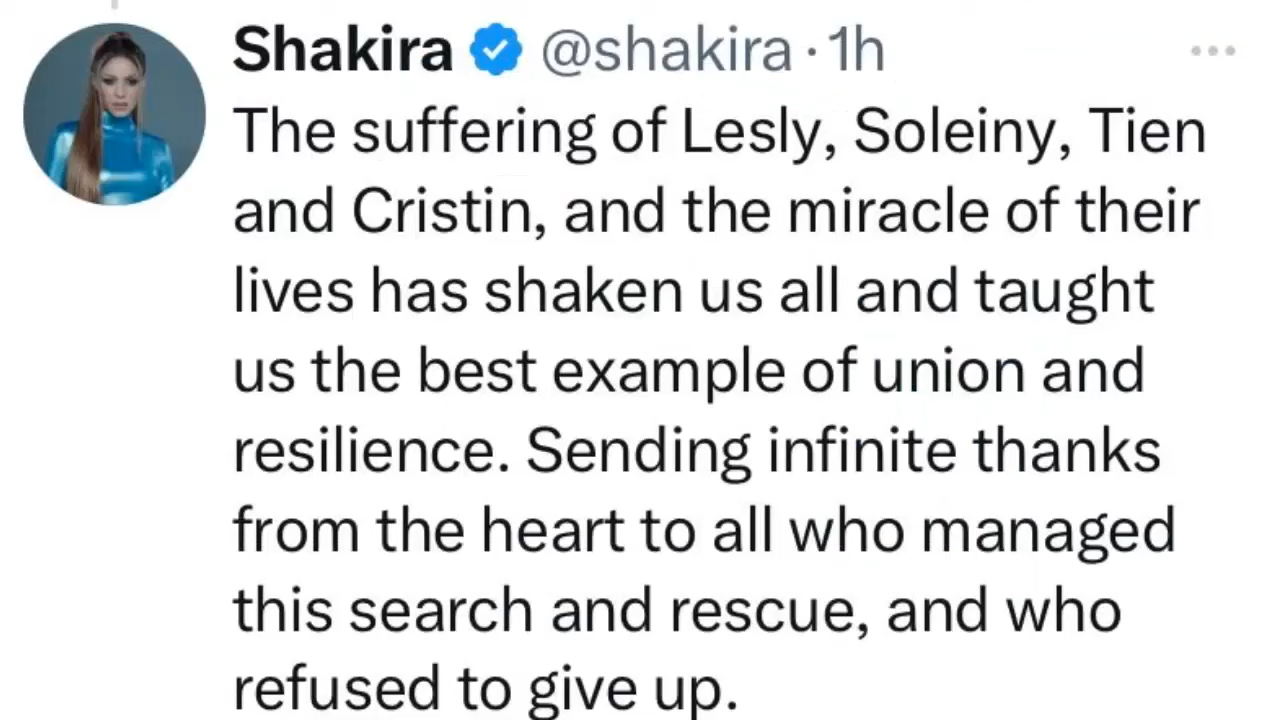 Shakira @shakira · 1h
The suffering of Lesly, Soleiny, Tien
and Cristin, and the miracle of their
lives has shaken us all and taught
us the best example of union and
resilience. Sending infinite thanks
from the heart to all who managed
this search and rescue, and who
refused to give up.